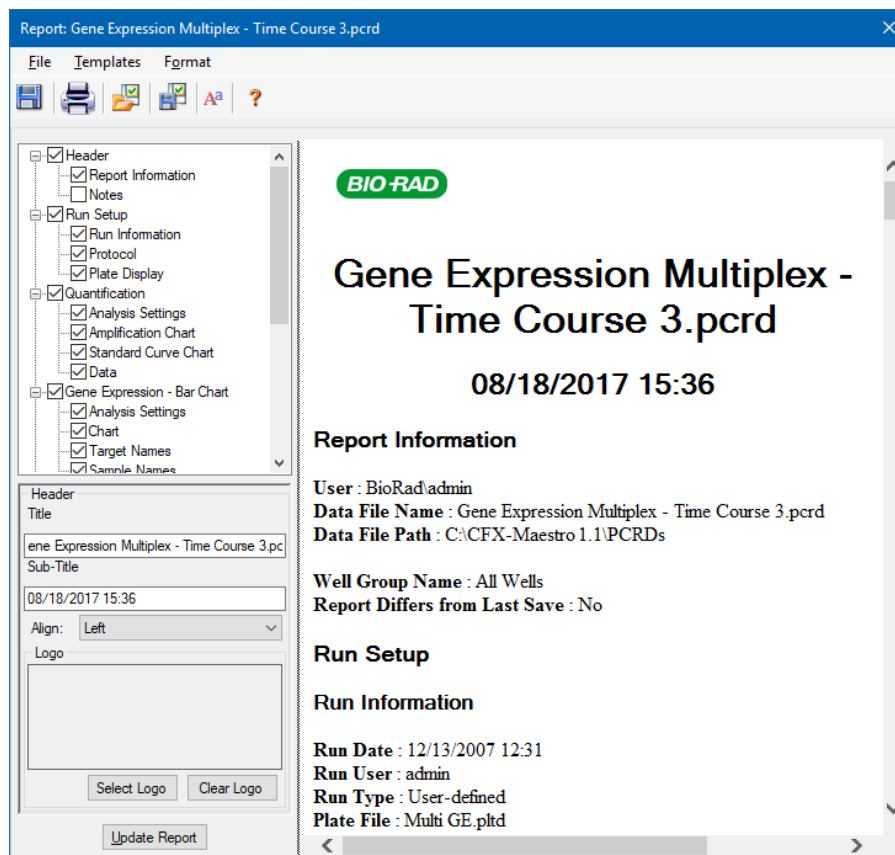 Report: Gene Expression Multiplex - Time Course 3.pcrd
File Templates Format
Aa ?
Header
Report Information
Notes
Run Setup
Run Information
Protocol
Plate Display
Quantification
Analysis Settings
Amplification Chart
Standard Curve Chart
Data
Gene Expression - Bar Chart
Analysis Settings
Chart
Target Names
Sample Names
Header
Title
ene Expression Multiplex - Time Course 3.pc
Sub-Title
08/18/2017 15:36
Align: Left
Logo
Select Logo Clear Logo
Update Report
BIO-RAD
Gene Expression Multiplex -
Time Course 3.pcrd
08/18/2017 15:36
Report Information
User : BioRad\admin
Data File Name : Gene Expression Multiplex - Time Course 3.pcrd
Data File Path : C:\CFX-Maestro 1.1\PCRDs
Well Group Name : All Wells
Report Differs from Last Save : No
Run Setup
Run Information
Run Date : 12/13/2007 12:31
Run User : admin
Run Type : User-defined
Plate File : Multi GE.pltd